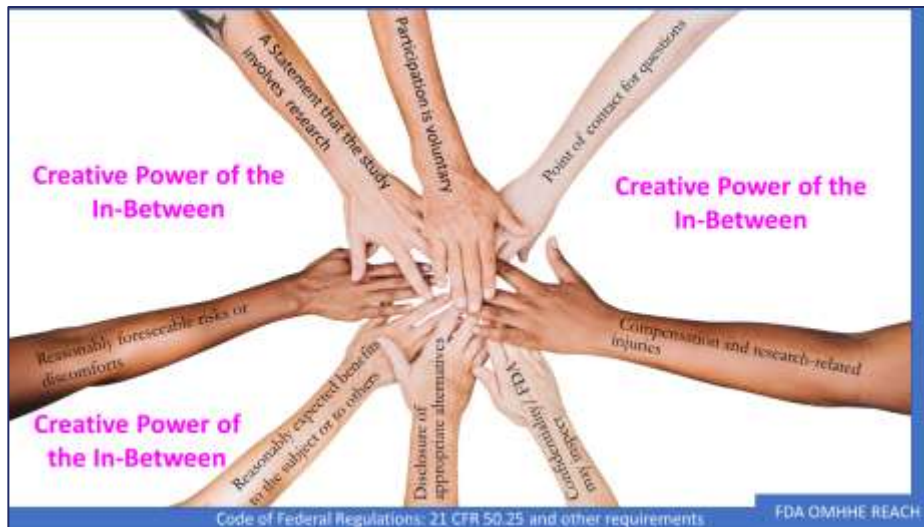 A Statement that the study
involves research
Participation is voluntary
Point of contact for questions
Creative Power of the
In-Between
Creative Power of the
In-Between
Reasonably foreseeable risks or
discomforts
Compensation and research-related
injuries
Creative Power of
the In-Between
Reasonably expected benefits
to the subject or to others
Disclosure of
appropriate alternatives
Confidentiality/ FDA
may inspect
Code of Federal Regulations: 21 CFR 50.25 and other requirements
FDA OMHHE REACH